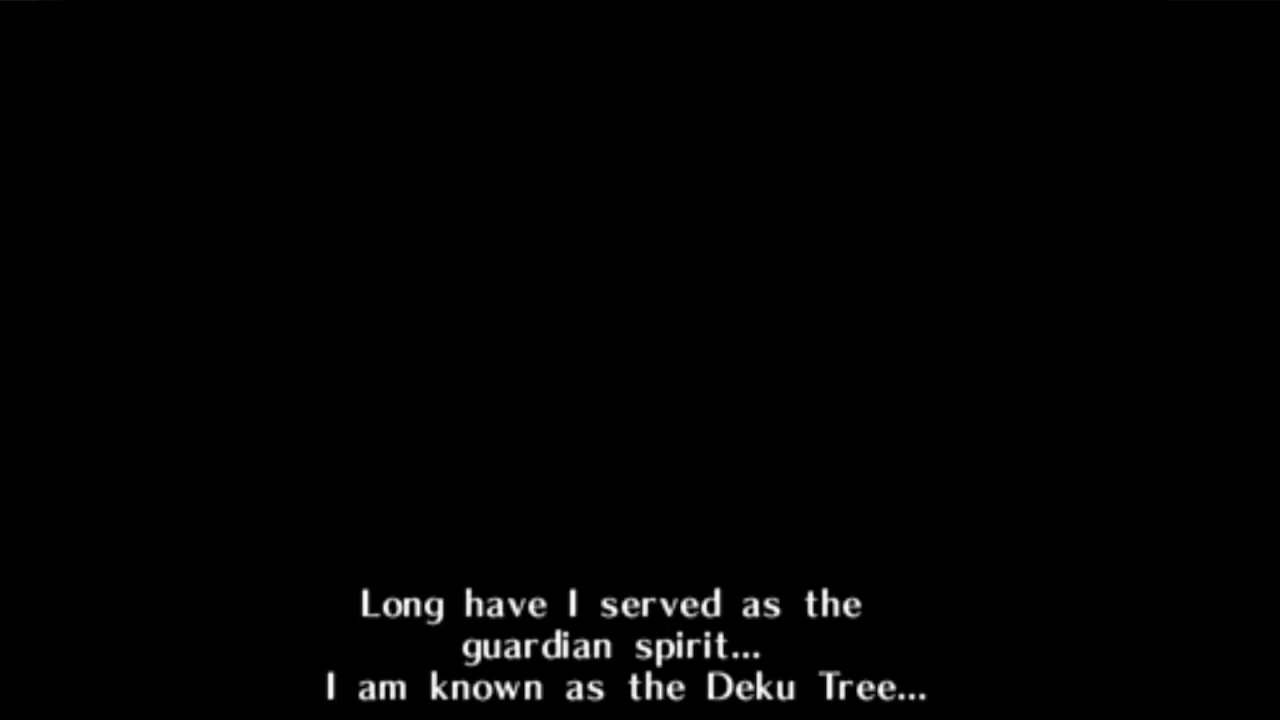 Long have I served as the
guardian spirit...
I am known as the Deku Tree...